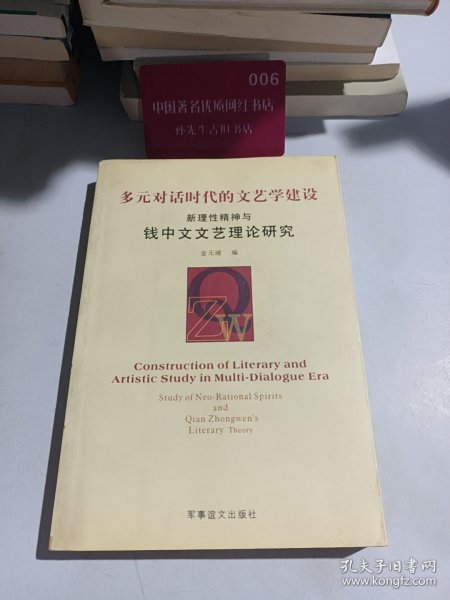 006
中国著名优质网红书店
孙先生古旧书店
多元对话时代的文艺学建设
新理性精神与
钱中文文艺理论研究
金元浦 编
Q
Z W
Construction of Literary and
Artistic Study in Multi-Dialogue Era
Study of Neo-Rational Spirits
and
Qian Zhongwen's
Literary Theory
军事谊文出版社
孔夫子旧书网
www.kongfz.com